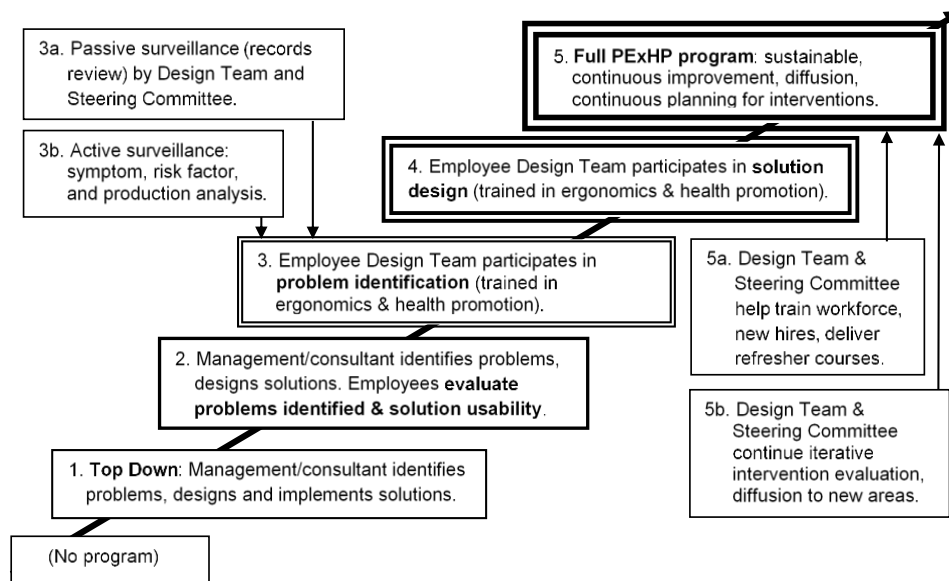 3a. Passive surveillance (records
review) by Design Team and
Steering Committee.
3b. Active surveillance:
symptom, risk factor,
and production analysis.
5. Full PExHP program: sustainable,
continuous improvement, diffusion,
continuous planning for interventions.
4. Employee Design Team participates in solution
design (trained in ergonomics & health promotion).
3. Employee Design Team participates in
problem identification (trained in
ergonomics & health promotion).
5a. Design Team &
Steering Committee
help train workforce,
new hires, deliver
refresher courses.
2. Management/consultant identifies problems,
designs solutions. Employees evaluate
problems identified & solution usability.
5b. Design Team &
Steering Committee
continue iterative
intervention evaluation,
diffusion to new areas.
1. Top Down: Management/consultant identifies
problems, designs and implements solutions.
(No program)